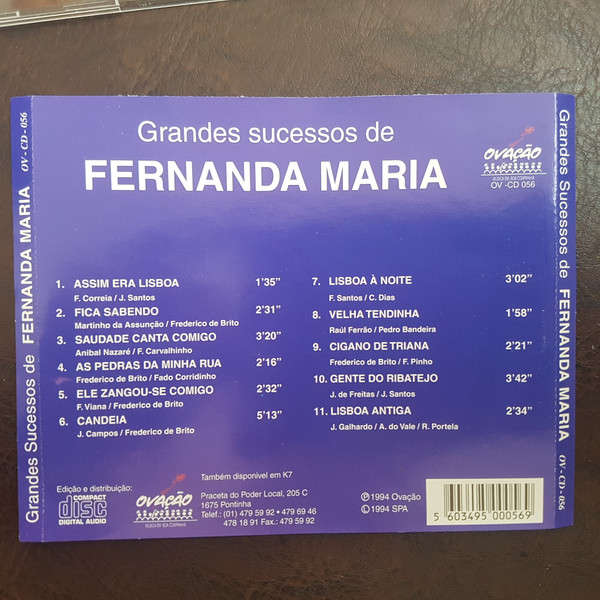 Grandes sucessos de
FERNANDA MARIA
OVAÇÃO
OV -CD 056
1. ASSIM ERA LISBOA 1'35"
F. Correia / J. Santos
2. FICA SABENDO 2'31"
Martinho da Assunção / Frederico de Brito
3. SAUDADE CANTA COMIGO 3'20"
Anibal Nazaré / F. Carvalhinho
4. AS PEDRAS DA MINHA RUA 2'16"
Frederico de Brito / Fado Corridinho
5. ELE ZANGOU-SE COMIGO 2'32"
F. Viana / Frederico de Brito
6. CANDEIA 5'13"
J. Campos / Frederico de Brito
7. LISBOA À NOITE 3'02"
F. Santos / C. Dias
8. VELHA TENDINHA 1'58"
Raúl Ferrão / Pedro Bandeira
9. CIGANO DE TRIANA 2'21"
Frederico de Brito / F. Pinho
10. GENTE DO RIBATEJO 3'42"
J. de Freitas / J. Santos
11. LISBOA ANTIGA 2'34"
J. Galhardo / A. do Vale / R. Portela
Edição e distribuição:
COMPACT
disc
DIGITAL AUDIO
OVAÇÃO
Também disponivel em K7
Praceta do Poder Local, 205 C
1675 Pontinha
Telef.: (01) 479 59 92 • 479 69 46
478 18 91 Fax.: 479 59 92
℗ 1994 Ovação
© 1994 SPA
5 603495 000569
Grandes Sucessos de FERNANDA MARIA OV - CD - 056
Grandes Sucessos de FERNANDA MARIA OV - CD - 056